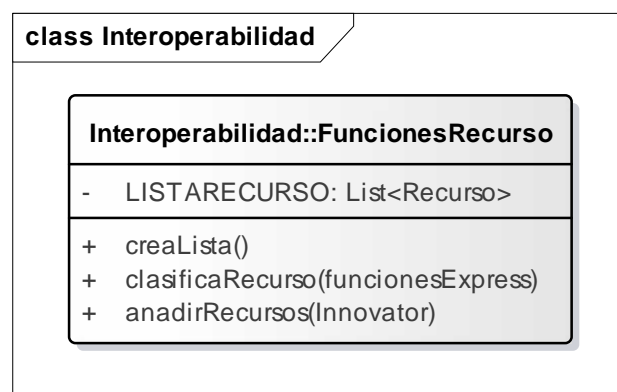 class Interoperabilidad
Interoperabilidad::FuncionesRecurso
- LISTARECURSO: List<Recurso>
+ creaLista()
+ clasificaRecurso(funcionesExpress)
+ anadirRecursos(Innovator)